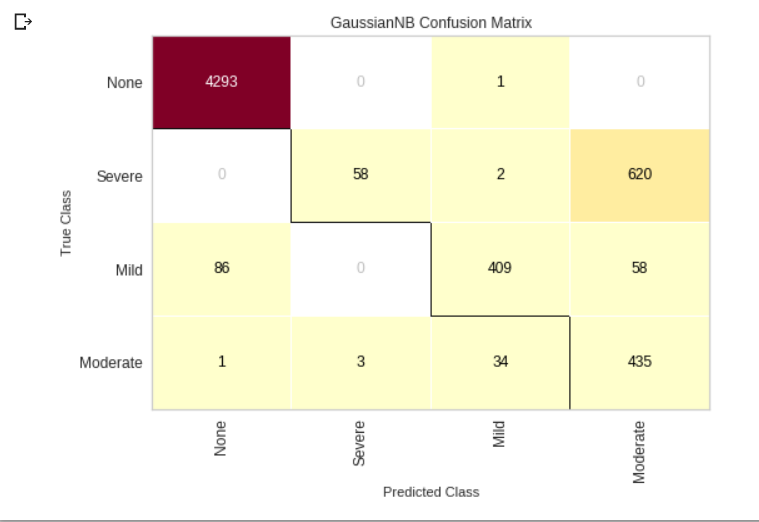 GaussianNB Confusion Matrix
None 4293 0 1 0
Severe 0 58 2 620
Mild 86 0 409 58
Moderate 1 3 34 435
True Class
None Severe Mild Moderate
Predicted Class